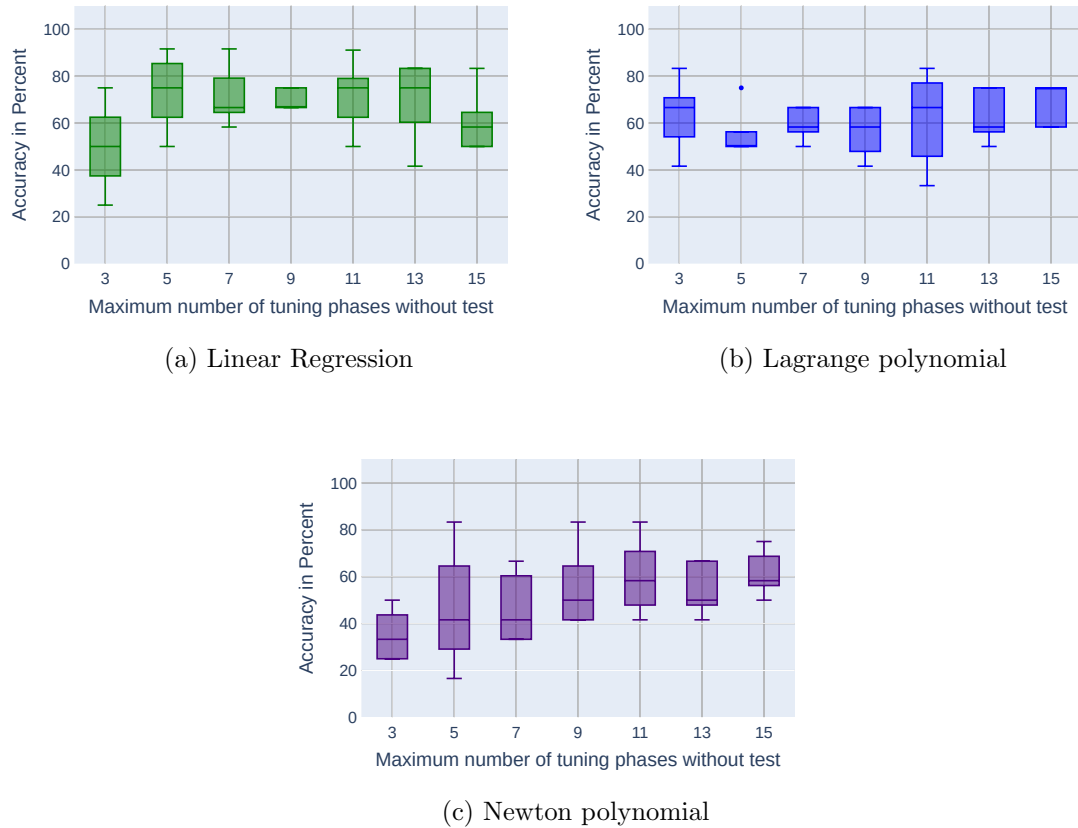 Accuracy in Percent
100
80
60
40
20
0
3 5 7 9 11 13 15
Maximum number of tuning phases without test
(a) Linear Regression
Accuracy in Percent
100
80
60
40
20
0
3 5 7 9 11 13 15
Maximum number of tuning phases without test
(b) Lagrange polynomial
Accuracy in Percent
100
80
60
40
20
0
3 5 7 9 11 13 15
Maximum number of tuning phases without test
(c) Newton polynomial